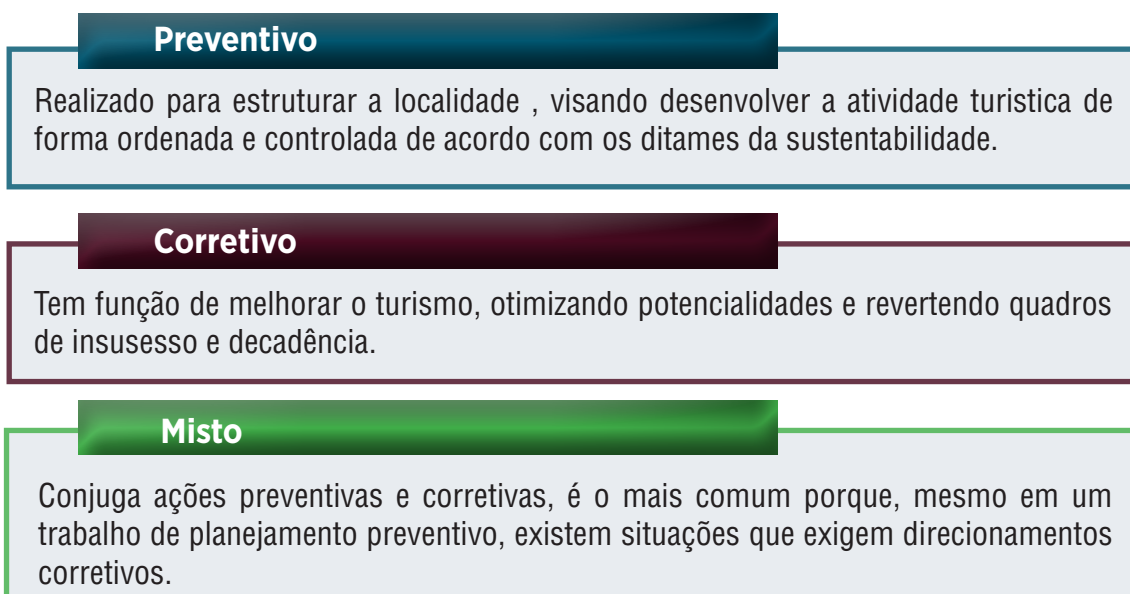 Preventivo
Realizado para estruturar a localidade , visando desenvolver a atividade turistica de
forma ordenada e controlada de acordo com os ditames da sustentabilidade.
Corretivo
Tem função de melhorar o turismo, otimizando potencialidades e revertendo quadros
de insusesso e decadência.
Misto
Conjuga ações preventivas e corretivas, é o mais comum porque, mesmo em um
trabalho de planejamento preventivo, existem situações que exigem direcionamentos
corretivos.